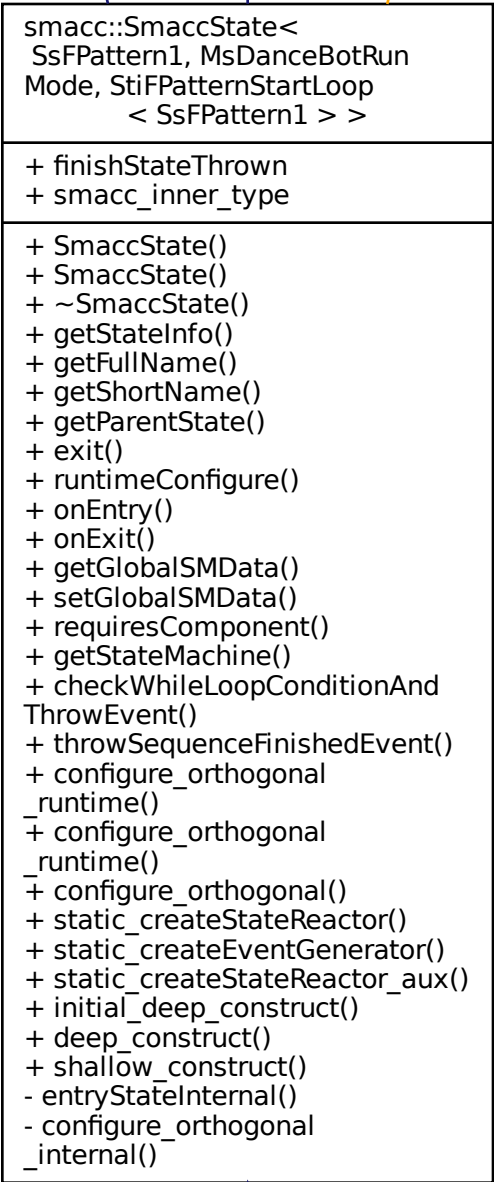 smacc::SmaccState<
SsFPattern1, MsDanceBotRun
Mode, StiFPatternStartLoop
< SsFPattern1 > >
+ finishStateThrown
+ smacc_inner_type
+ SmaccState()
+ SmaccState()
+ ~SmaccState()
+ getStateInfo()
+ getFullName()
+ getShortName()
+ getParentState()
+ exit()
+ runtimeConfigure()
+ onEntry()
+ onExit()
+ getGlobalSMData()
+ setGlobalSMData()
+ requiresComponent()
+ getStateMachine()
+ checkWhileLoopConditionAnd
ThrowEvent()
+ throwSequenceFinishedEvent()
+ configure_orthogonal
_runtime()
+ configure_orthogonal
_runtime()
+ configure_orthogonal()
+ static_createStateReactor()
+ static_createEventGenerator()
+ static_createStateReactor_aux()
+ initial_deep_construct()
+ deep_construct()
+ shallow_construct()
- entryStateInternal()
- configure_orthogonal
_internal()